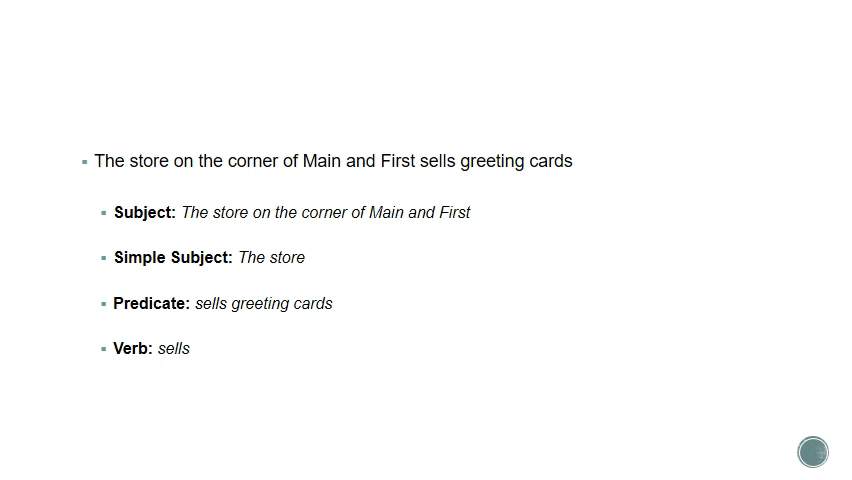 The store on the corner of Main and First sells greeting cards
Subject: The store on the corner of Main and First
Simple Subject: The store
Predicate: sells greeting cards
Verb: sells